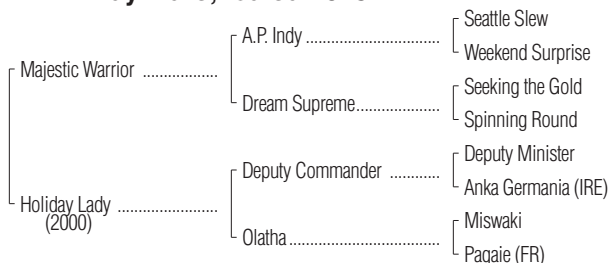 Seattle Slew
A.P. Indy ..................................
Weekend Surprise
Majestic Warrior ...................
Seeking the Gold
Dream Supreme.....................
Spinning Round
Deputy Minister
Deputy Commander .............
Anka Germania (IRE)
Holiday Lady .........................
(2000)
Miswaki
Olatha......................................
Pagaie (FR)